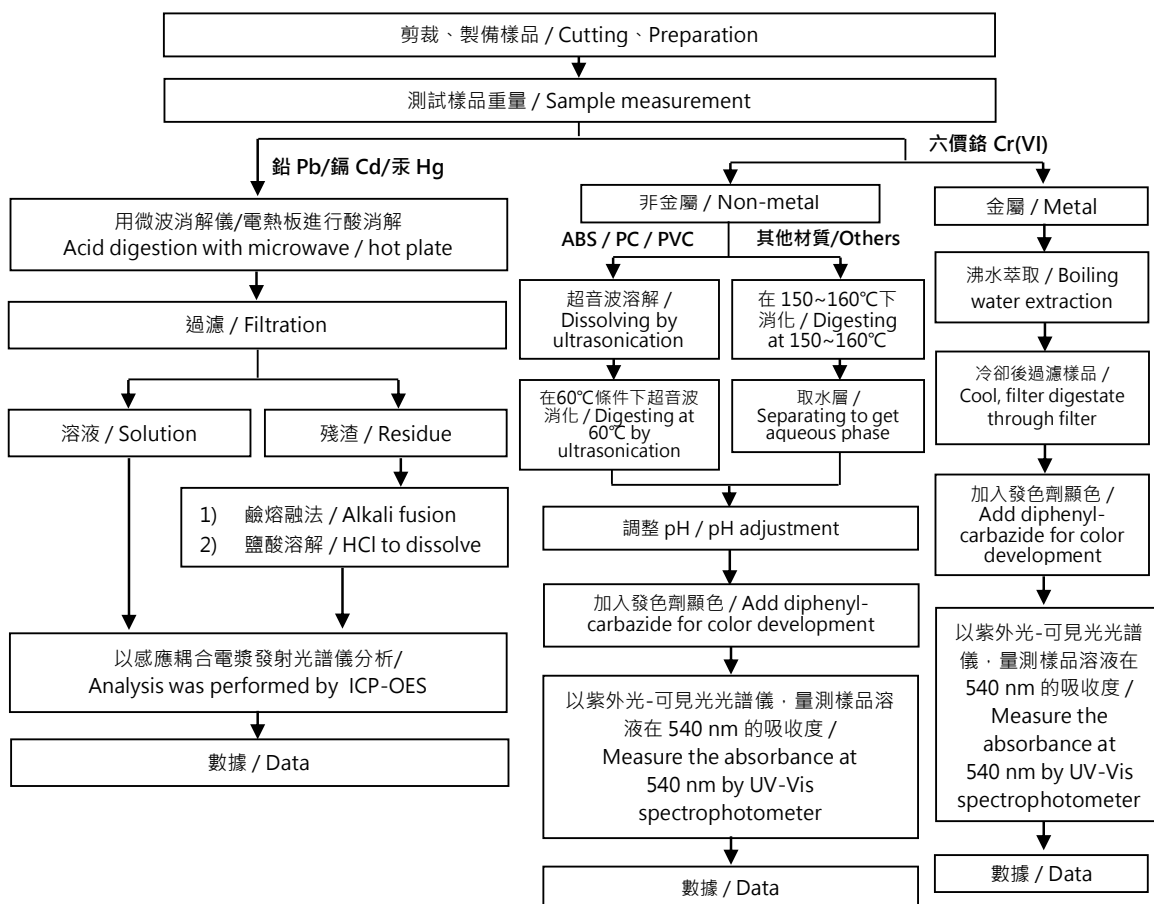 剪裁、製備樣品 / Cutting、Preparation
測試樣品重量 / Sample measurement
鉛 Pb/鎘 Cd/汞 Hg
六價鉻 Cr(VI)
用微波消解儀/電熱板進行酸消解
Acid digestion with microwave / hot plate
過濾 / Filtration
溶液 / Solution
殘渣 / Residue
1) 鹼熔融法 / Alkali fusion
2) 鹽酸溶解 / HCl to dissolve
以感應耦合電漿發射光譜儀分析/
Analysis was performed by ICP-OES
數據 / Data
非金屬 / Non-metal
ABS / PC / PVC
其他材質/Others
超音波溶解 /
Dissolving by
ultrasonication
在60℃條件下超音波
消化 / Digesting at
60℃ by
ultrasonication
在 150~160℃下
消化 / Digesting
at 150~160℃
取水層 /
Separating to get
aqueous phase
調整 pH / pH adjustment
加入發色劑顯色 / Add diphenyl-
carbazide for color development
以紫外光-可見光光譜儀，量測樣品溶
液在 540 nm 的吸收度 /
Measure the absorbance at
540 nm by UV-Vis
spectrophotometer
數據 / Data
金屬 / Metal
沸水萃取 / Boiling
water extraction
冷卻後過濾樣品 /
Cool, filter digestate
through filter
加入發色劑顯色 /
Add diphenyl-
carbazide for color
development
以紫外光-可見光光譜
儀，量測樣品溶液在
540 nm 的吸收度 /
Measure the
absorbance at
540 nm by UV-Vis
spectrophotometer
數據 / Data